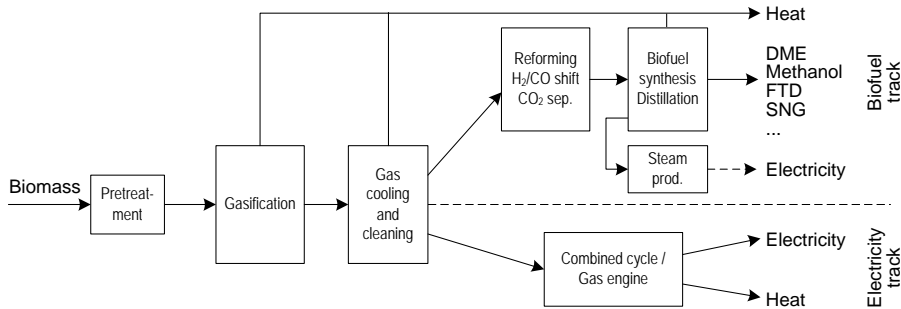 Heat
Reforming
H₂/CO shift
CO₂ sep.
Biofuel
synthesis
Distillation
DME
Methanol
FTD
SNG
...
Biofuel
track
Biomass
Pretreat-
ment
Gasification
Gas
cooling
and
cleaning
Steam
prod.
Electricity
Combined cycle /
Gas engine
Electricity
Heat
Electricity
track